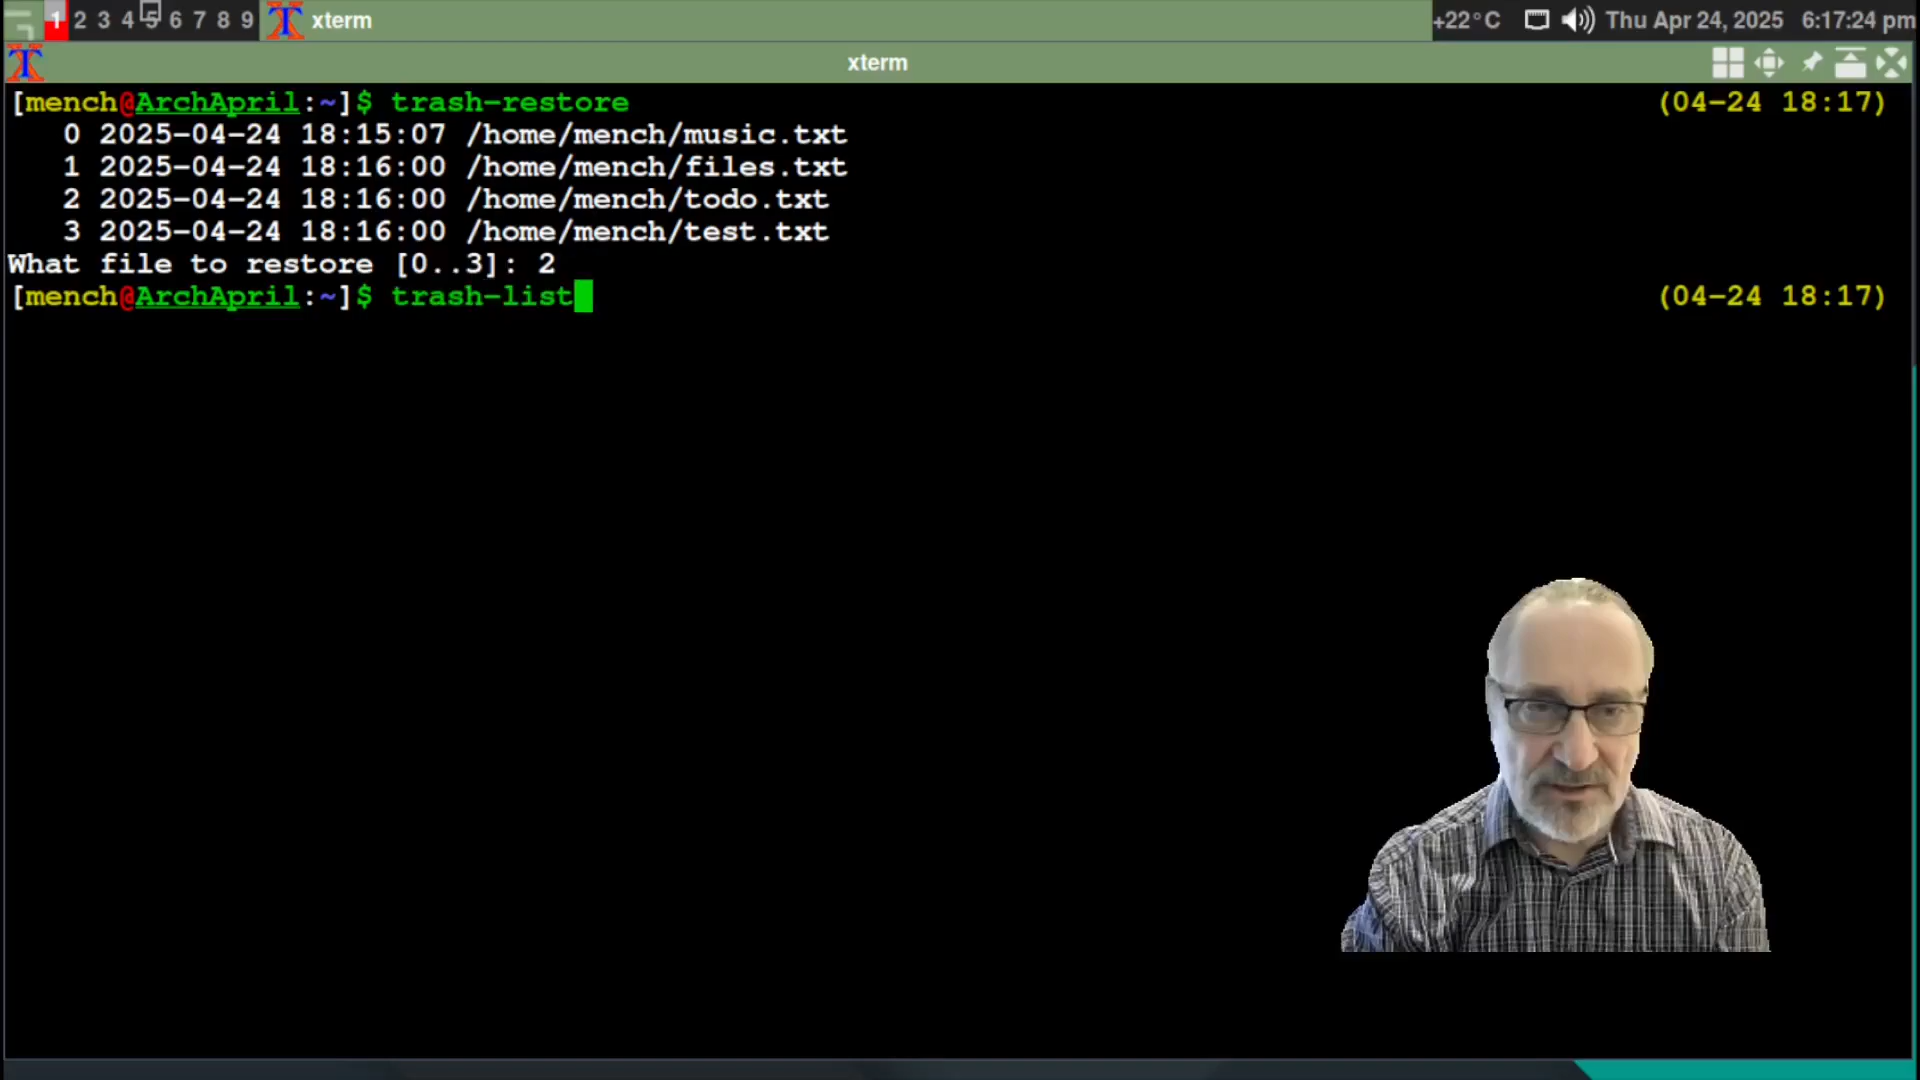 1 2 3 4 5 6 7 8 9 xterm +22°C Thu Apr 24, 2025 6:17:24 pm
xterm
[mench@ArchApril:~]$ trash-restore (04-24 18:17)
0 2025-04-24 18:15:07 /home/mench/music.txt
1 2025-04-24 18:16:00 /home/mench/files.txt
2 2025-04-24 18:16:00 /home/mench/todo.txt
3 2025-04-24 18:16:00 /home/mench/test.txt
What file to restore [0..3]: 2
[mench@ArchApril:~]$ trash-list (04-24 18:17)